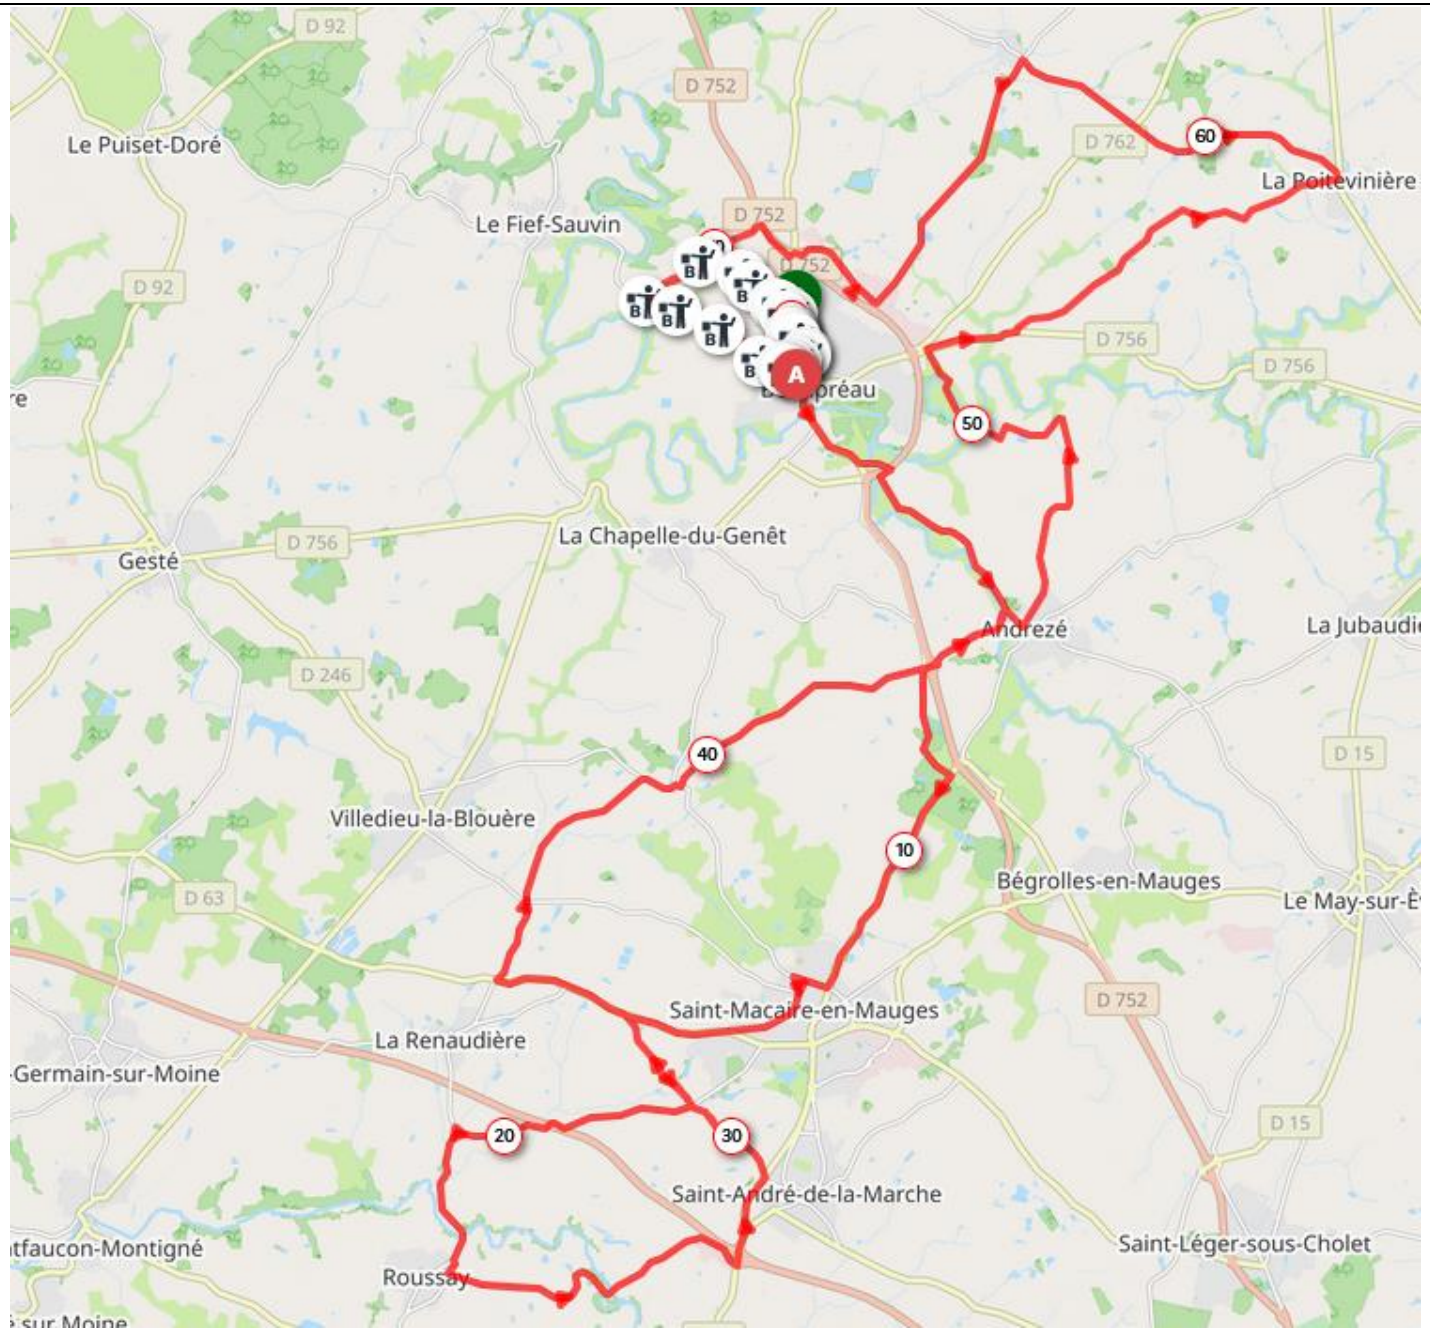 D 92
D 752
Le Puiset-Doré
D 762
60
La Poitevinière
Le Fief-Sauvin
D 752
D 752
D 92
B
B
B
B
B
B
A
D 756
D 756
50
La Chapelle-du-Genêt
D 756
Gesté
Andrezé
La Jubaudi
D 246
40
D 15
Villedieu-la-Blouère
10
Bégrolles-en-Mauges
D 63
Le May-sur-È
D 752
Saint-Macaire-en-Mauges
La Renaudière
-Germain-sur-Moine
20
30
D 15
Saint-André-de-la-Marche
tfaucon-Montigné
Saint-Léger-sous-Cholet
Roussay
sur Moine